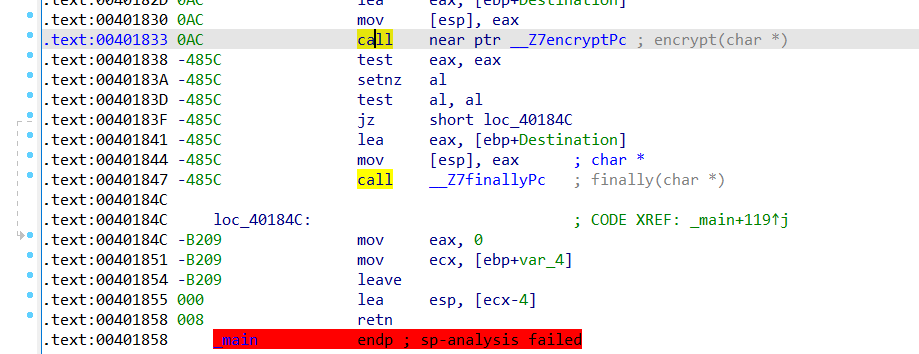 .text:0040182D 0AC lea eax, [ebp+Destination]
.text:00401830 0AC mov [esp], eax
.text:00401833 0AC call near ptr __Z7encryptPc ; encrypt(char *)
.text:00401838 -485C test eax, eax
.text:0040183A -485C setnz al
.text:0040183D -485C test al, al
.text:0040183F -485C jz short loc_40184C
.text:00401841 -485C lea eax, [ebp+Destination]
.text:00401844 -485C mov [esp], eax ; char *
.text:00401847 -485C call __Z7finallyPc ; finally(char *)
.text:0040184C
.text:0040184C loc_40184C: ; CODE XREF: _main+119↑j
.text:0040184C -B209 mov eax, 0
.text:00401851 -B209 mov ecx, [ebp+var_4]
.text:00401854 -B209 leave
.text:00401855 000 lea esp, [ecx-4]
.text:00401858 008 retn
.text:00401858 _main endp ; sp-analysis failed